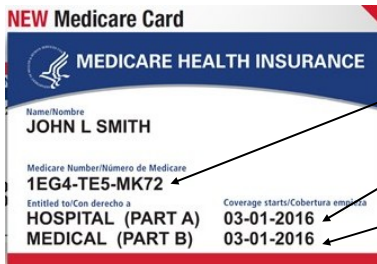 NEW Medicare Card
MEDICARE HEALTH INSURANCE
Name/Nombre
JOHN L SMITH
Medicare Number/Número de Medicare
1EG4-TE5-MK72
Entitled to/Con derecho a
Coverage starts/Cobertura empieza
HOSPITAL (PART A) 03-01-2016
MEDICAL (PART B) 03-01-2016